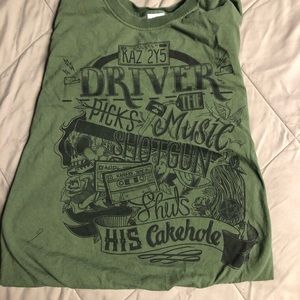 KAZ 2Y5
DRIVER
PICKS THE
Music
SHOTGUN
Shuts
HIS Cakehole